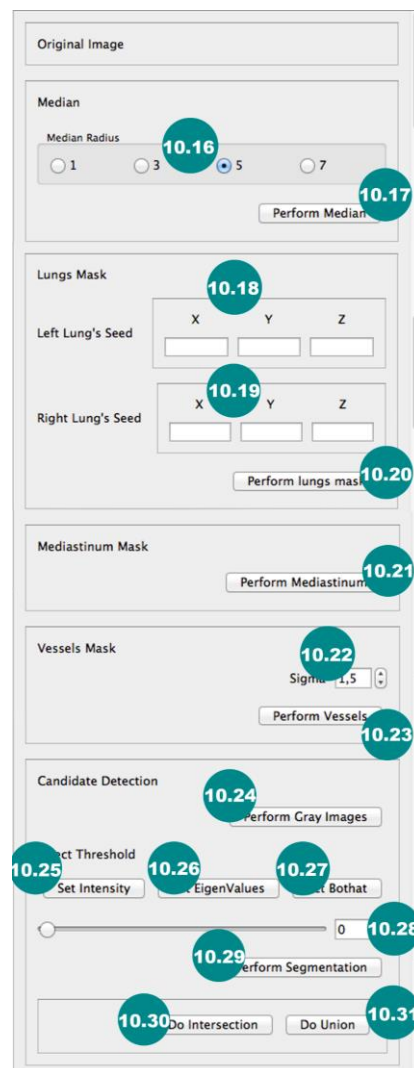 Original Image
Median
Median Radius
10.16
1 3 5 7
10.17
Perform Median
Lungs Mask
10.18
X Y Z
Left Lung's Seed
10.19
X Y Z
Right Lung's Seed
10.20
Perform lungs mask
Mediastinum Mask
10.21
Perform Mediastinum
Vessels Mask
10.22
Sigma 1,5
Perform Vessels
10.23
Candidate Detection
10.24
Perform Gray Images
Threshold
10.25 10.26 10.27
Set Intensity EigenValues Bothat
0 10.28
10.29
Perform Segmentation
10.30 Do Intersection Do Union 10.31